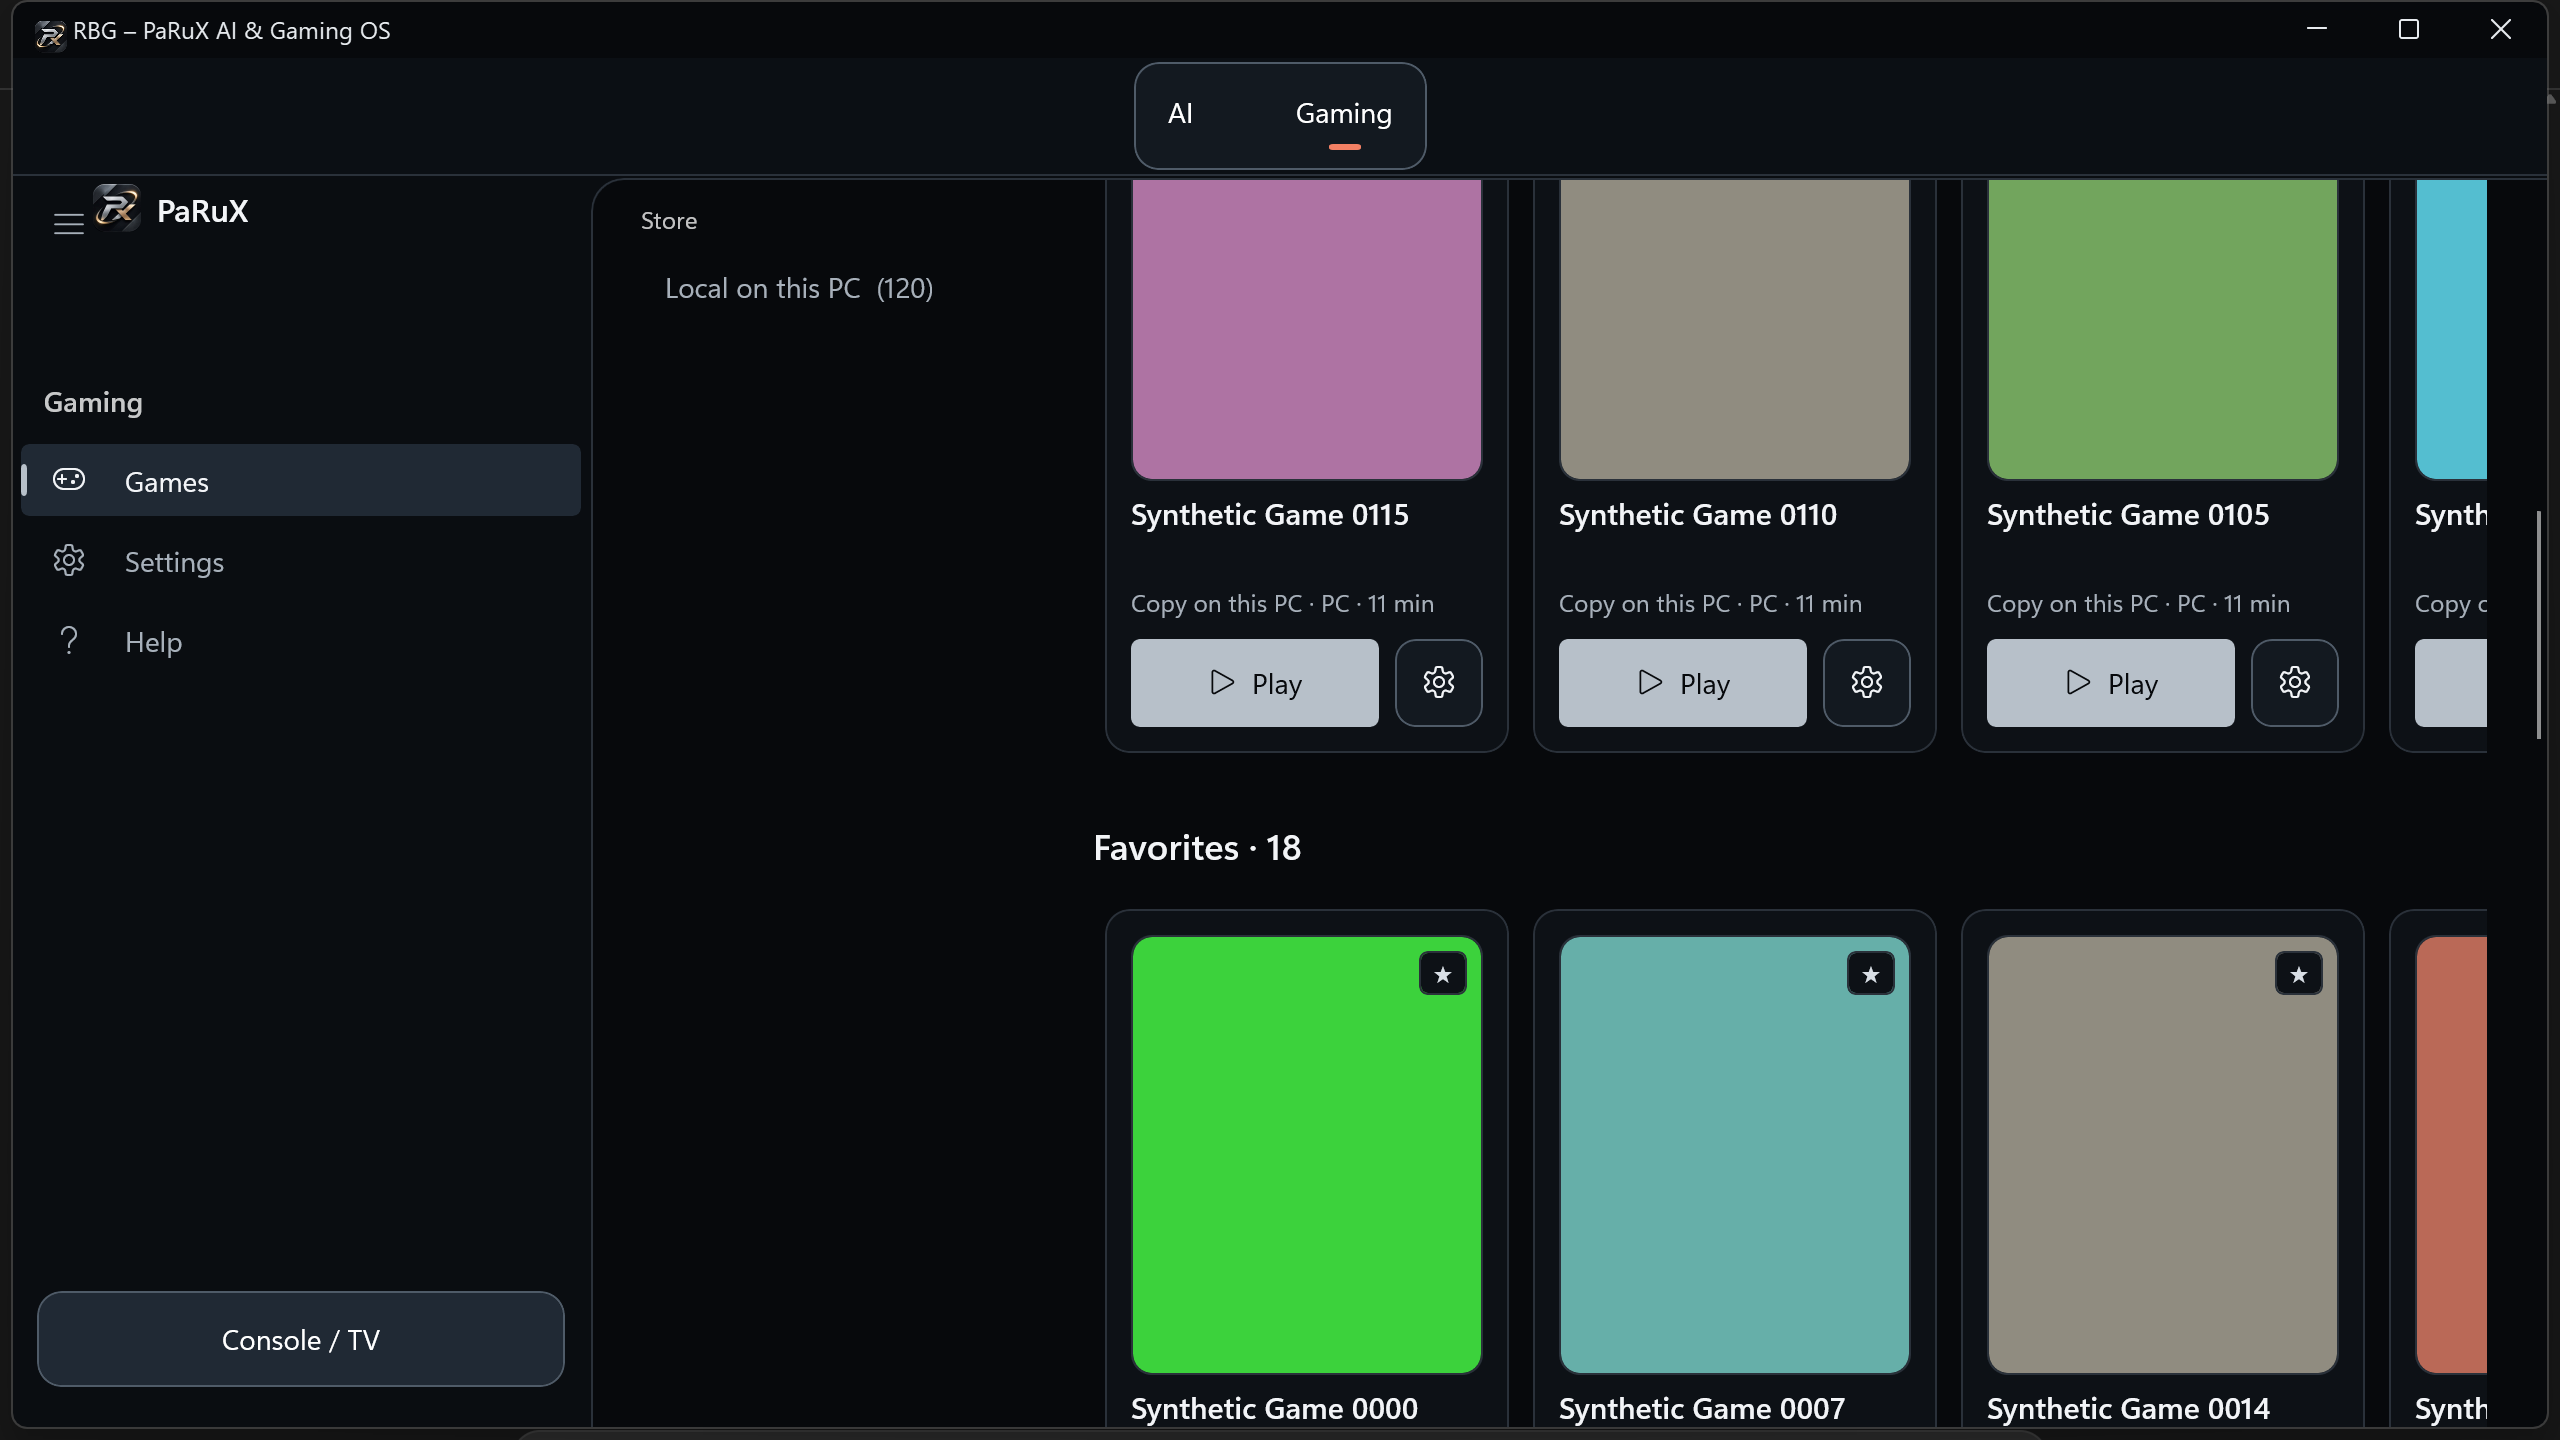 RBG – PaRuX AI & Gaming OS
AI
Gaming
PaRuX
Gaming
Games
Settings
Help
Console / TV
Store
Local on this PC (120)
Synthetic Game 0115
Copy on this PC · PC · 11 min
Play
Synthetic Game 0110
Copy on this PC · PC · 11 min
Play
Synthetic Game 0105
Copy on this PC · PC · 11 min
Play
Synth
Copy
Favorites · 18
Synthetic Game 0000
Synthetic Game 0007
Synthetic Game 0014
Synth